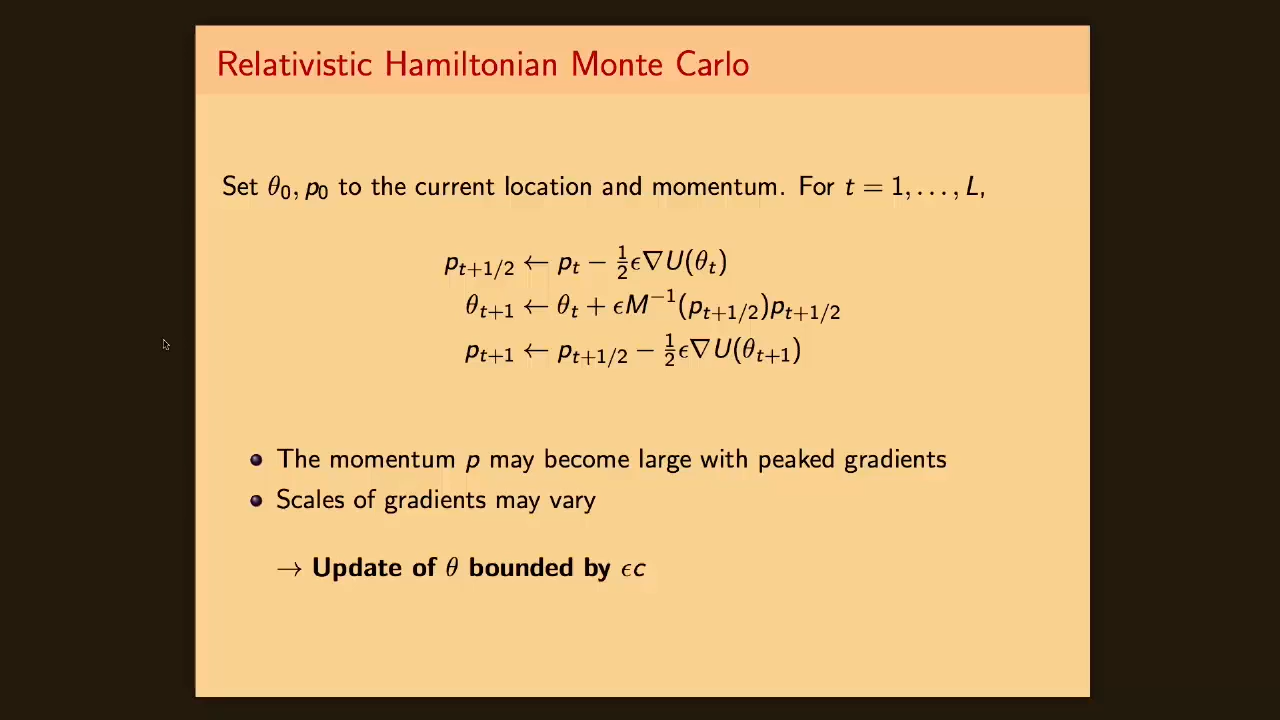 Relativistic Hamiltonian Monte Carlo
Set θ₀, p₀ to the current location and momentum. For t = 1, . . . , L,
p_{t+1/2} ← p_t − ½ε∇U(θ_t)
θ_{t+1} ← θ_t + εM⁻¹(p_{t+1/2})p_{t+1/2}
p_{t+1} ← p_{t+1/2} − ½ε∇U(θ_{t+1})
• The momentum p may become large with peaked gradients
• Scales of gradients may vary
→ Update of θ bounded by εc